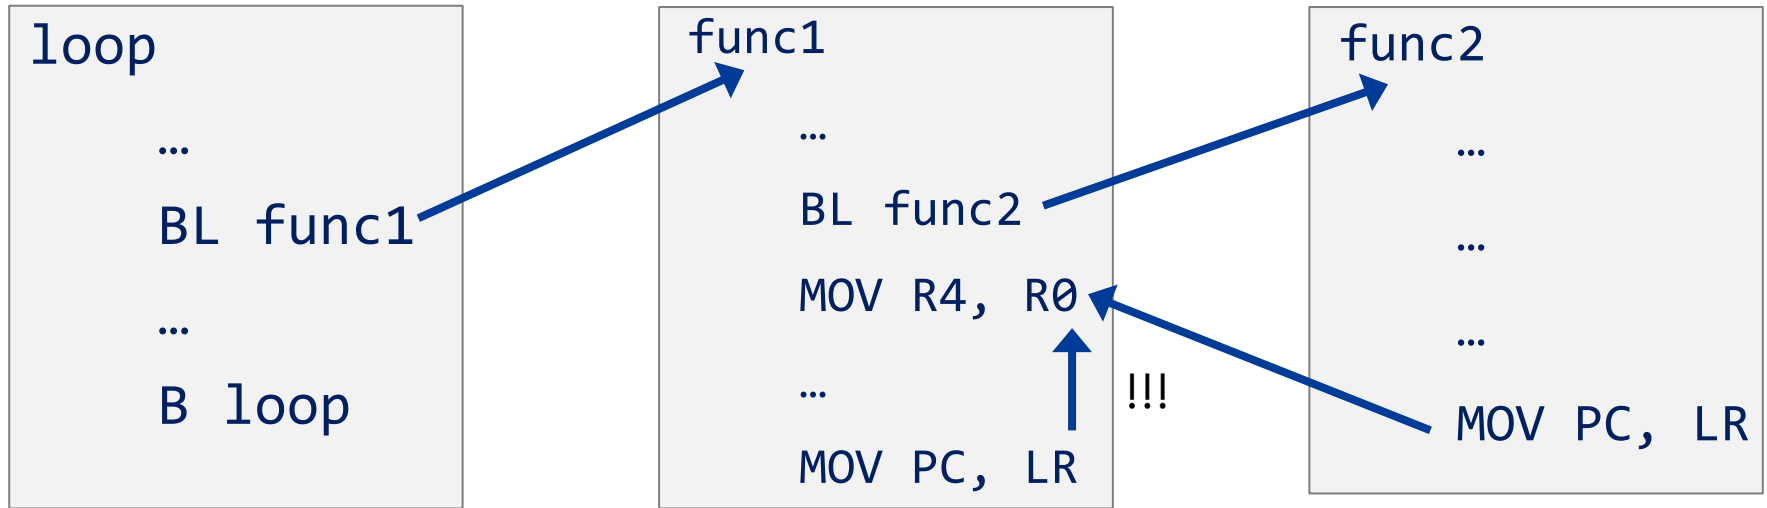 loop
…
BL func1
…
B loop
func1
…
BL func2
MOV R4, R0
…
MOV PC, LR
!!!
func2
…
…
…
MOV PC, LR